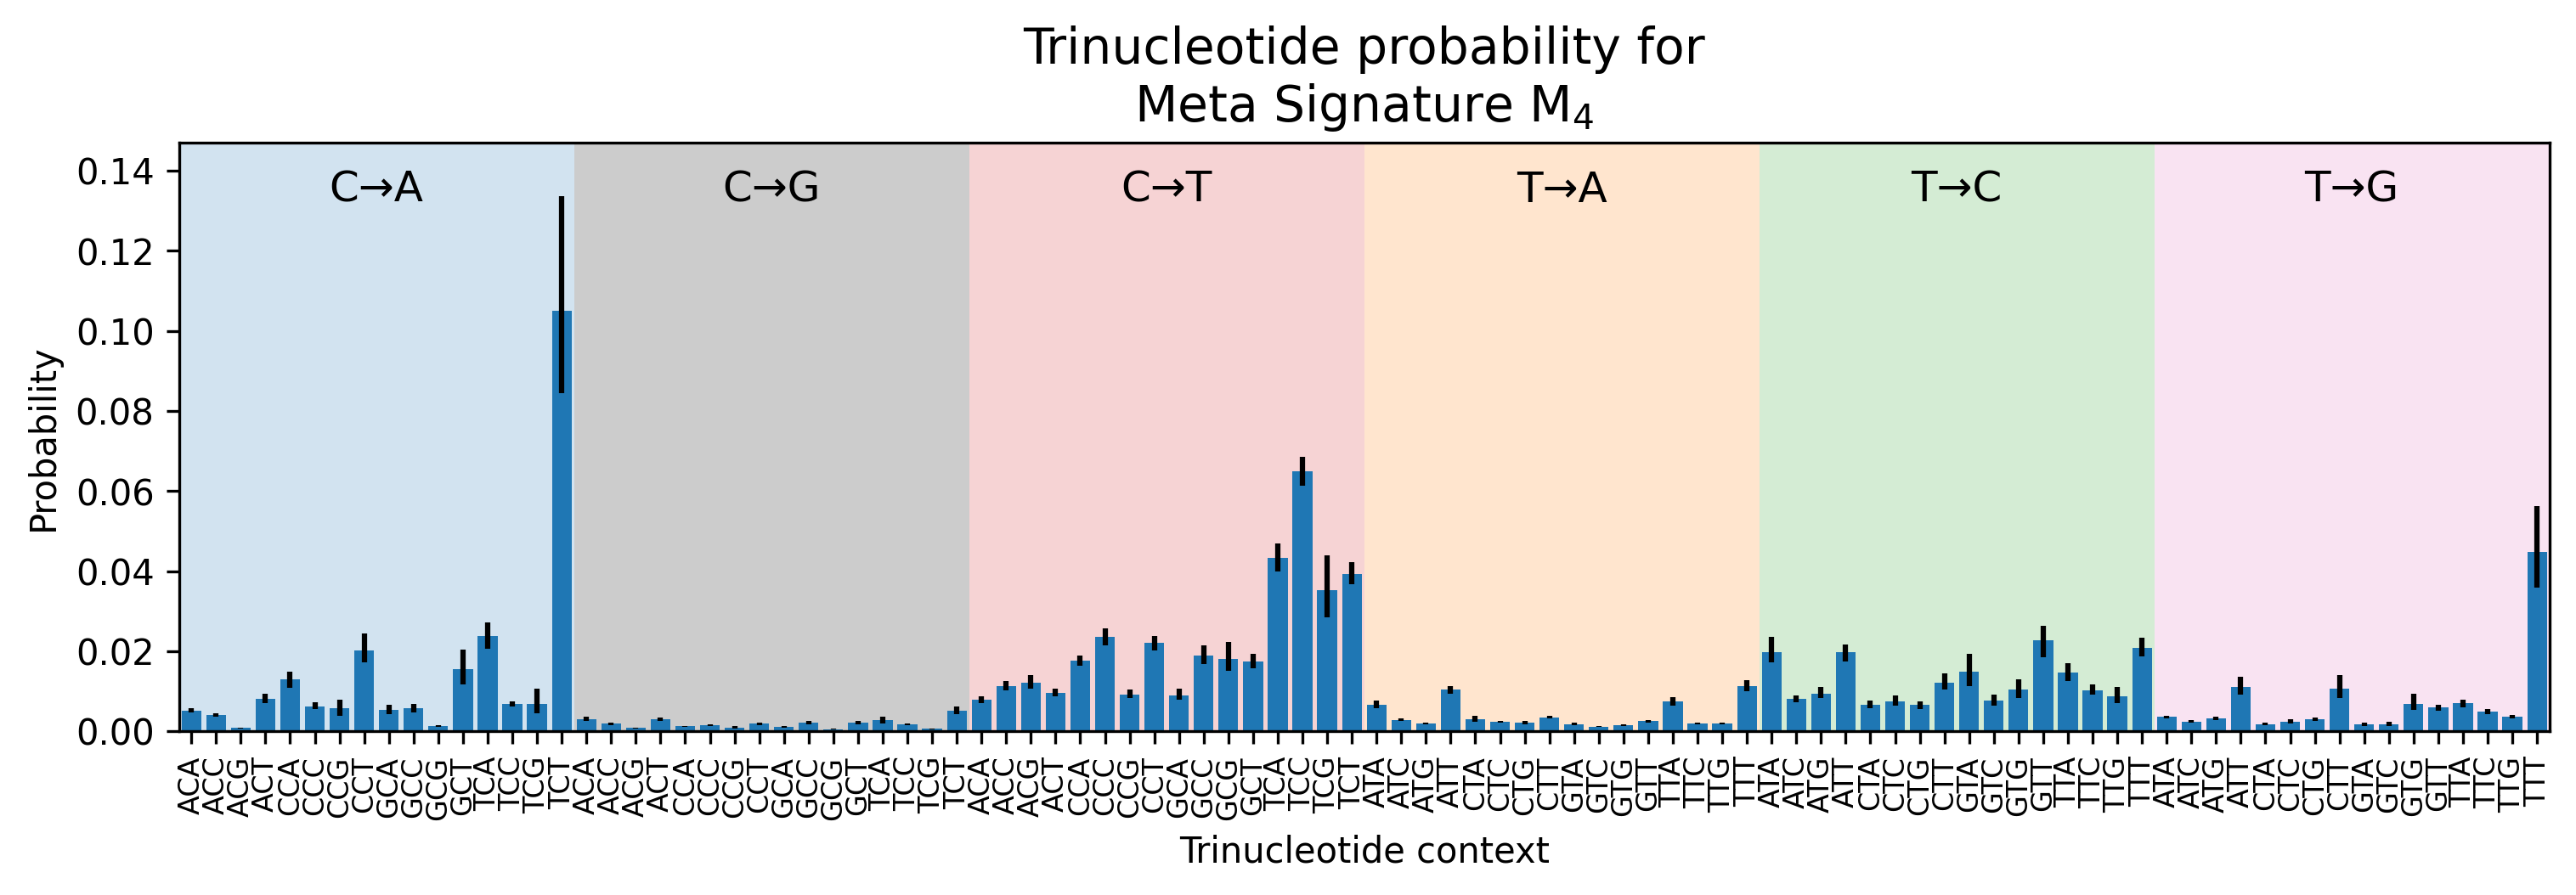 Trinucleotide probability for
Meta Signature M₄
C→A C→G C→T T→A T→C T→G
0.14
0.12
0.10
0.08
0.06
0.04
0.02
0.00
Probability
ACA ACC ACG ACT CCA CCC CCG CCT GCA GCC GCG GCT TCA TCC TCG TCT ACA ACC ACG ACT CCA CCC CCG CCT GCA GCC GCG GCT TCA TCC TCG TCT ACA ACC ACG ACT CCA CCC CCG CCT GCA GCC GCG GCT TCA TCC TCG TCT ATA ATC ATG ATT CTA CTC CTG CTT GTA GTC GTG GTT TTA TTC TTG TTT ATA ATC ATG ATT CTA CTC CTG CTT GTA GTC GTG GTT TTA TTC TTG TTT ATA ATC ATG ATT CTA CTC CTG CTT GTA GTC GTG GTT TTA TTC TTG TTT
Trinucleotide context